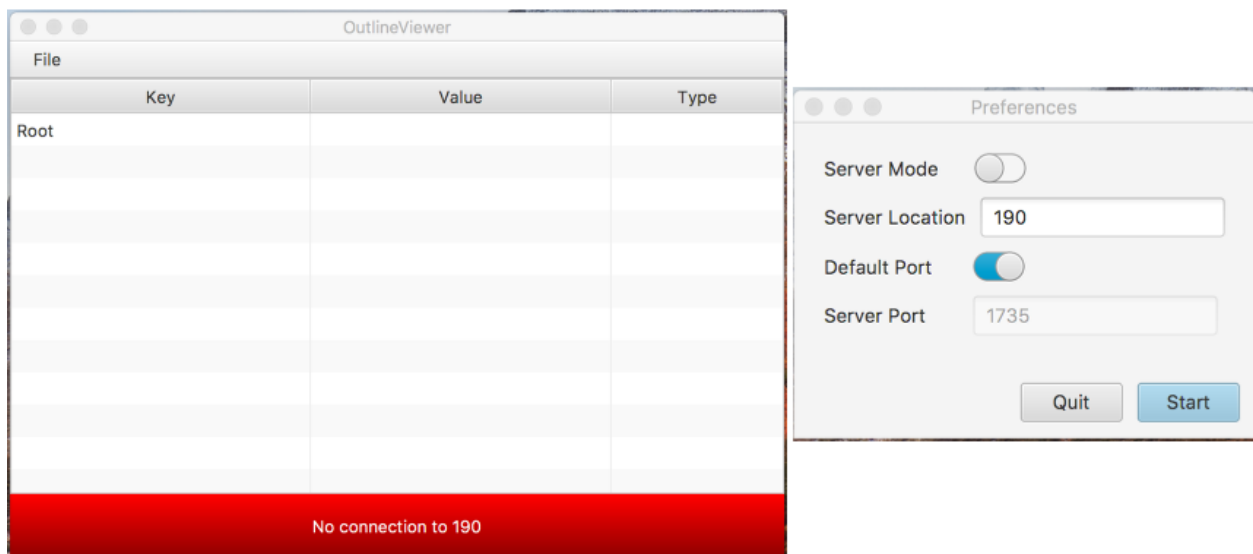 OutlineViewer
File
Key Value Type
Root
No connection to 190
Preferences
Server Mode
Server Location 190
Default Port
Server Port 1735
Quit Start